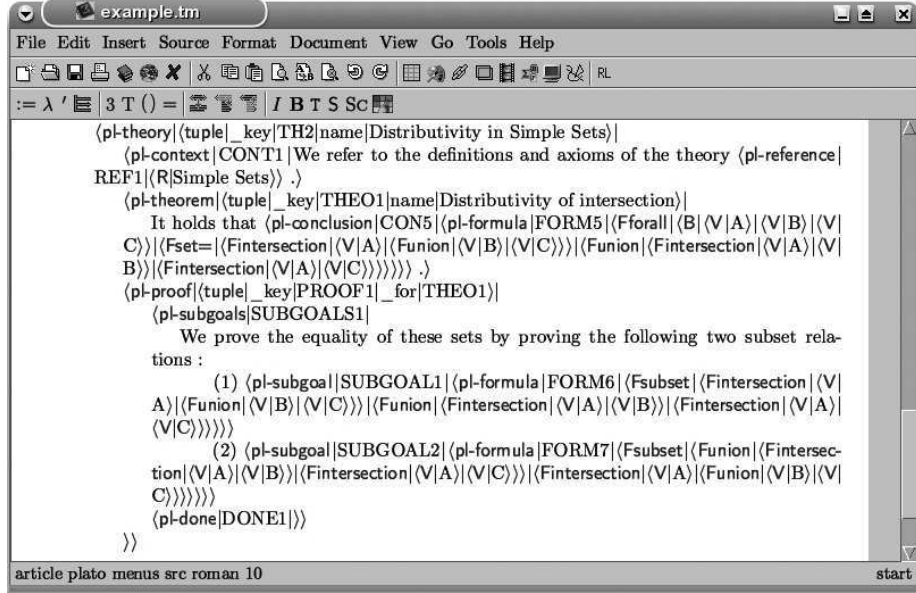 example.tm
File Edit Insert Source Format Document View Go Tools Help
RL
:= λ ′ 3 T () = I B T S SC
⟨pl-theory|⟨tuple|_key|TH2|name|Distributivity in Simple Sets⟩|
⟨pl-context|CONT1|We refer to the definitions and axioms of the theory ⟨pl-reference|
REF1|⟨R|Simple Sets⟩⟩ .⟩
⟨pl-theorem|⟨tuple|_key|THEO1|name|Distributivity of intersection⟩|
It holds that ⟨pl-conclusion|CON5|⟨pl-formula|FORM5|⟨Fforall|⟨B|⟨V|A⟩|⟨V|B⟩|⟨V|
C⟩⟩|⟨Fset=|⟨Fintersection|⟨V|A⟩|⟨Funion|⟨V|B⟩|⟨V|C⟩⟩⟩|⟨Funion|⟨Fintersection|⟨V|A⟩|⟨V|
B⟩⟩|⟨Fintersection|⟨V|A⟩|⟨V|C⟩⟩⟩⟩⟩⟩⟩ .⟩
⟨pl-proof|⟨tuple|_key|PROOF1|_for|THEO1⟩|
⟨pl-subgoals|SUBGOALS1|
We prove the equality of these sets by proving the following two subset rela-
tions :
(1) ⟨pl-subgoal|SUBGOAL1|⟨pl-formula|FORM6|⟨Fsubset|⟨Fintersection|⟨V|
A⟩|⟨Funion|⟨V|B⟩|⟨V|C⟩⟩⟩|⟨Funion|⟨Fintersection|⟨V|A⟩|⟨V|B⟩⟩|⟨Fintersection|⟨V|A⟩|
⟨V|C⟩⟩⟩⟩⟩⟩
(2) ⟨pl-subgoal|SUBGOAL2|⟨pl-formula|FORM7|⟨Fsubset|⟨Funion|⟨Fintersec-
tion|⟨V|A⟩|⟨V|B⟩⟩|⟨Fintersection|⟨V|A⟩|⟨V|C⟩⟩⟩|⟨Fintersection|⟨V|A⟩|⟨Funion|⟨V|B⟩|⟨V|
C⟩⟩⟩⟩⟩⟩⟩
⟨pl-done|DONE1|⟩⟩
⟩⟩
article plato menus src roman 10 start